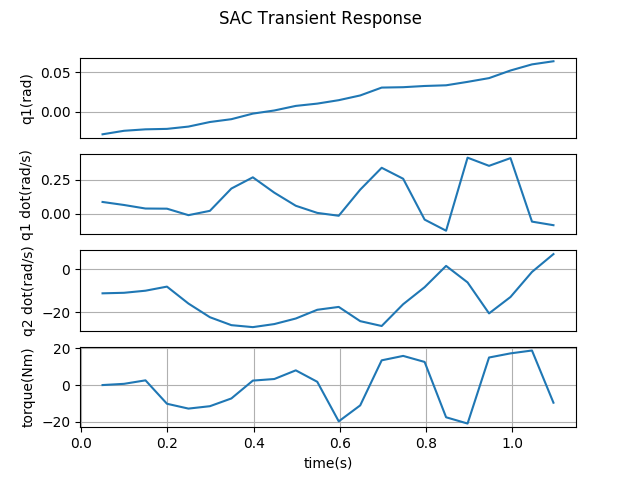 SAC Transient Response
q1(rad)
0.05
0.00
q1 dot(rad/s)
0.25
0.00
q2 dot(rad/s)
0
−20
torque(Nm)
20
0
−20
0.0 0.2 0.4 0.6 0.8 1.0
time(s)